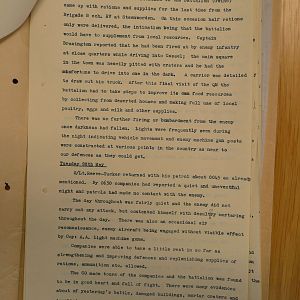 came up with rations and supplies for the last time from the
Brigade B ech, at Steenvoorden. On this occasion half rations
only were delivered, the intimation being that the battalion
would have to supplement from local resources. Captain
had been fired at by enemy infantry
at close quarters while driving into Cassel; the main square
in the town was heavily pitted with craters and he had the
misfortune to drive into one in the dark. A carrier was detailed
to draw out his truck. After this final visit of the QM the
battalion had to take steps to improve its own food resources
by collecting from deserted houses and making full use of local
poultry, eggs and milk and other supplies.
There was no further firing or bombardment from the enemy
once darkness had fallen. Lights were frequently seen during
the night indicating vehicle movement and enemy machine gun posts
were constructed at various points in the country as near to
our defences as they could get.
Tuesday 28th May
2/Lt. Reeve-Tucker returned with his patrol about 0045 as already
mentioned. By 0630 companies had reported a quiet and uneventful
night and patrols had made no contact with the enemy.
The day throughout was fairly quiet and the enemy did not
carry out any attack, but contented himself with desultory mortaring
throughout the day. There was also an occasional air
reconnaissance, enemy aircraft being engaged without visible effect
by Coys A.A. light machine guns.
Companies were able to take a little rest in so far as
strengthening and improving defences and replenishing supplies of
rations, ammunition etc. allowed.
The CO made tours of the companies and the battalion was found
to be in good heart and full of fight. There were many evidences
about of yesterday's battle, damaged buildings, mortar craters and